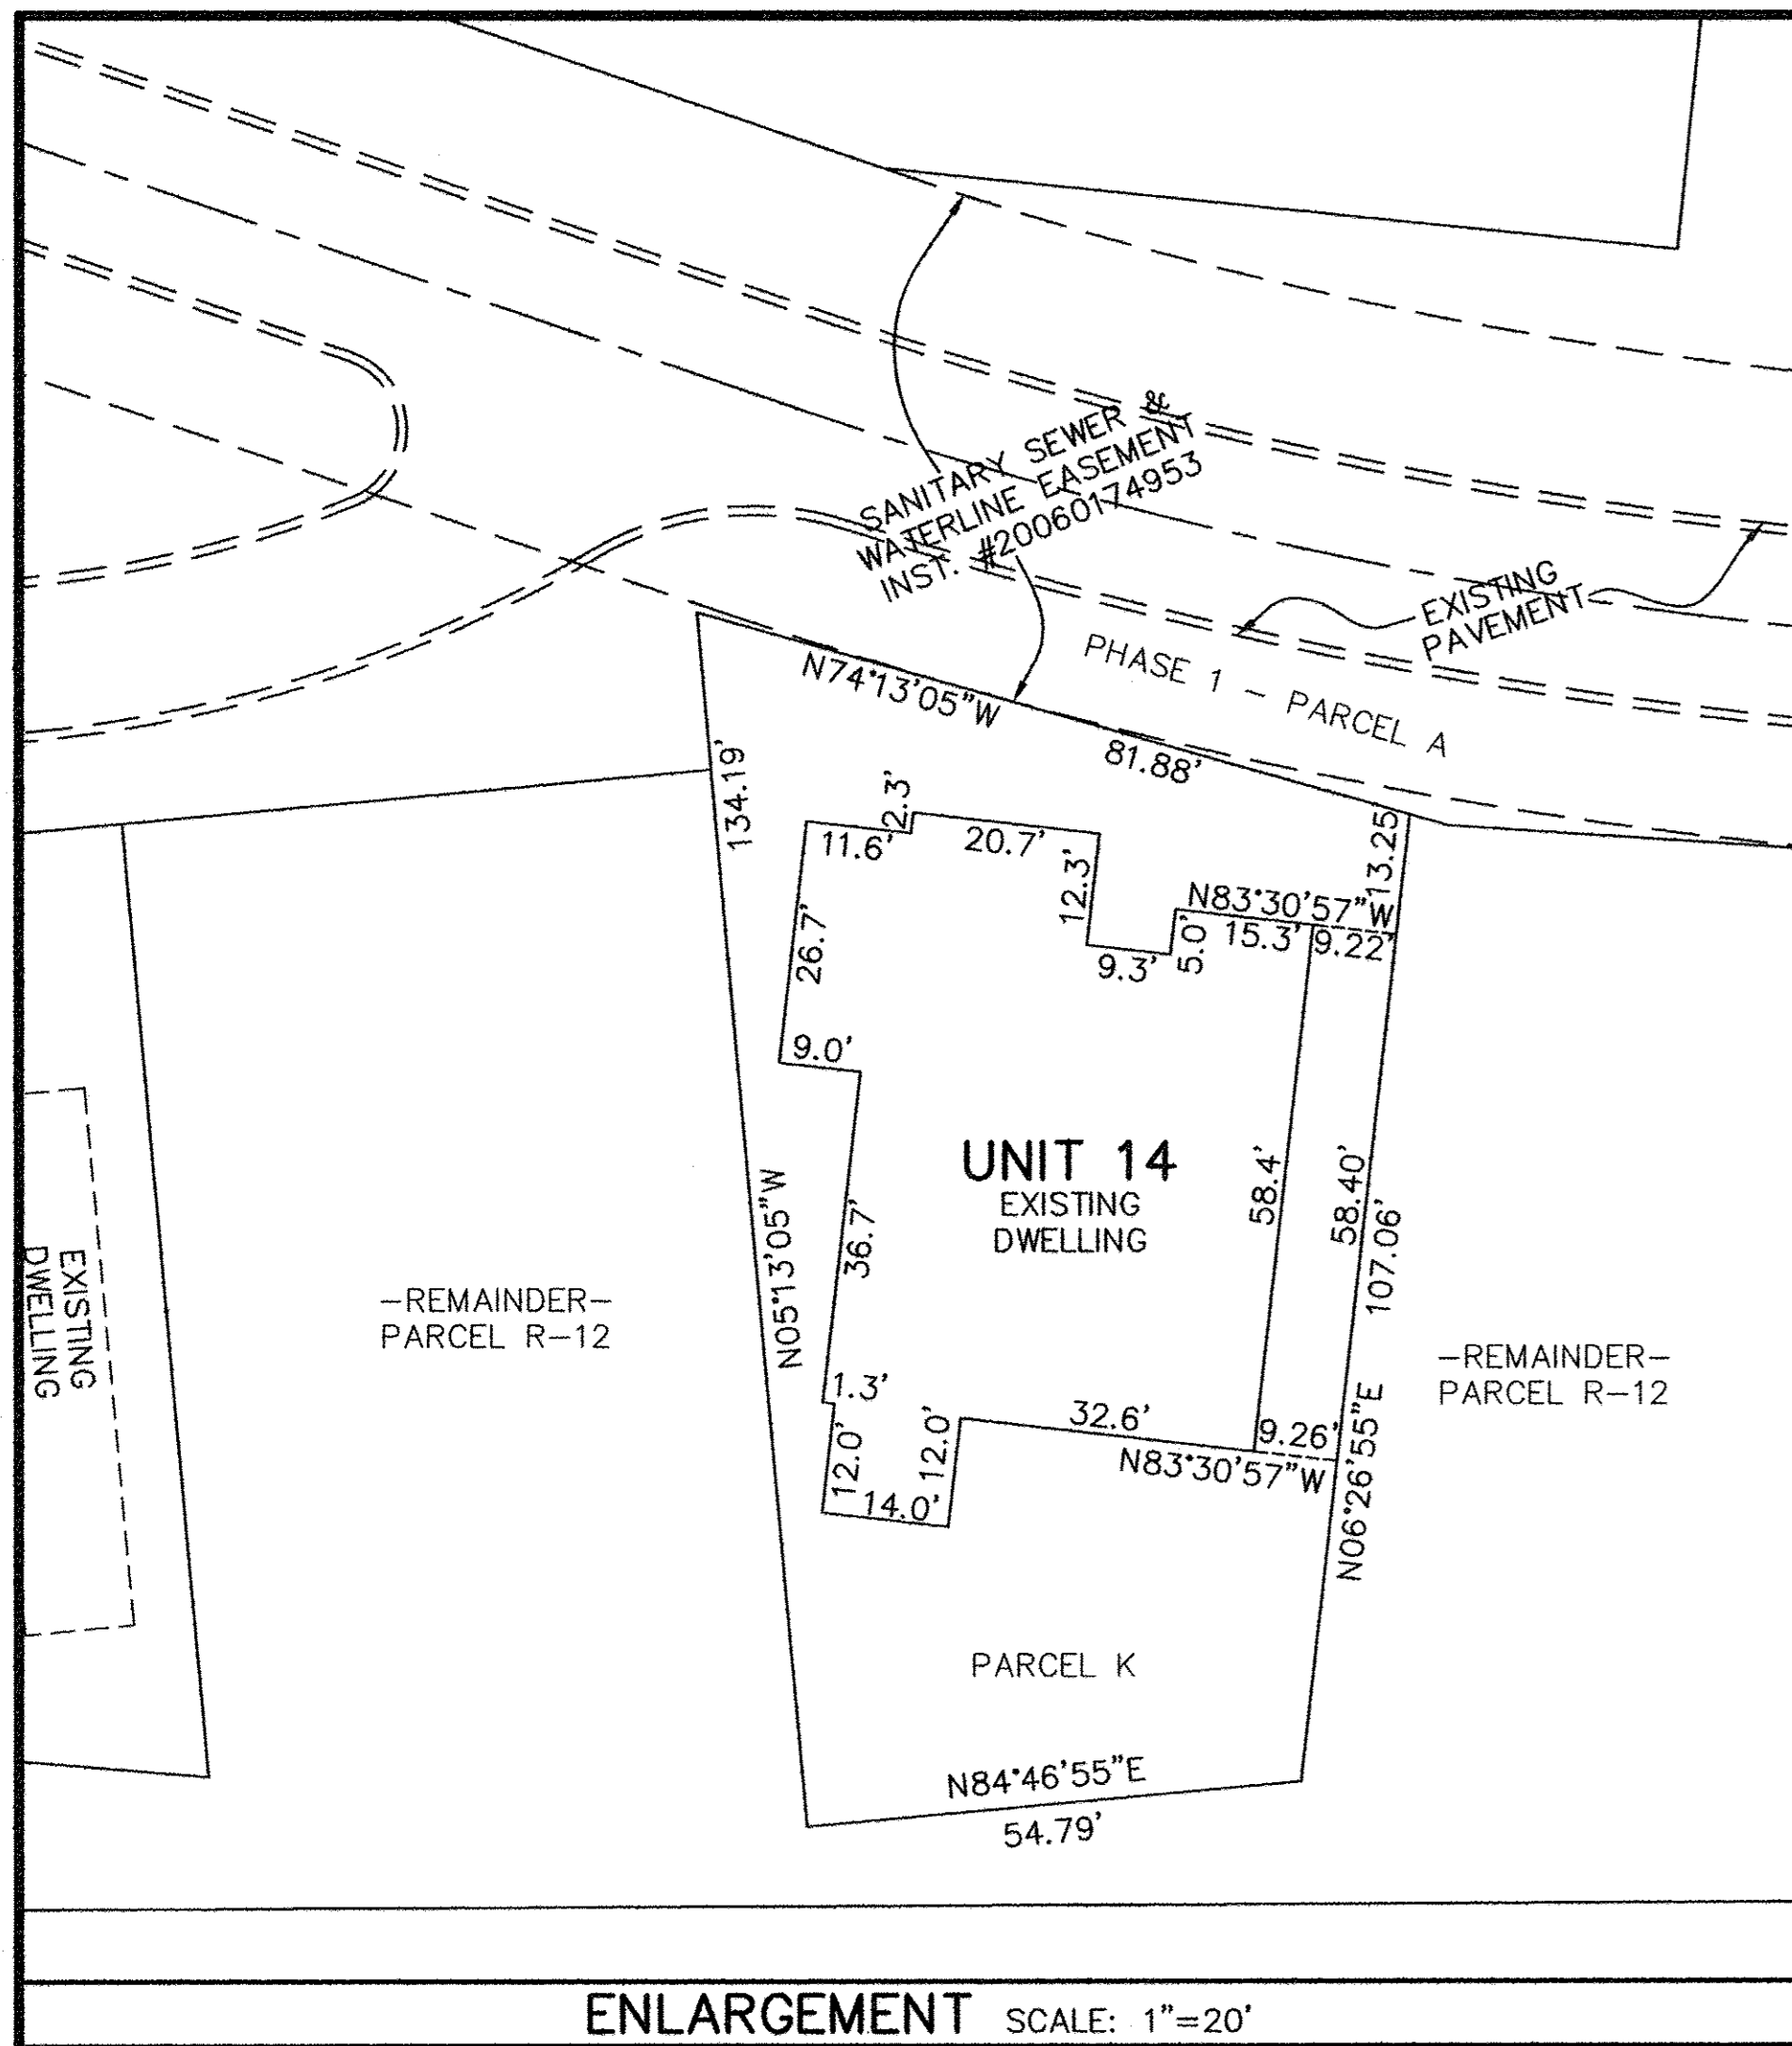 SANITARY SEWER &
WATERLINE EASEMENT
INST. #20060174953
EXISTING
PAVEMENT
PHASE 1 - PARCEL A
N74°13'05"W
81.88'
134.19'
2.3'
11.6'
20.7'
12.3'
13.25'
N83°30'57"W
15.3'
9.22'
5.0'
9.3'
26.7'
9.0'
UNIT 14
EXISTING
DWELLING
58.4'
58.40'
107.06'
36.7'
N05°13'05"W
EXISTING
DWELLING
-REMAINDER-
PARCEL R-12
-REMAINDER-
PARCEL R-12
1.3'
12.0'
12.0'
32.6'
9.26'
N83°30'57"W
14.0'
N06°26'55"E
PARCEL K
N84°46'55"E
54.79'
ENLARGEMENT SCALE: 1"=20'